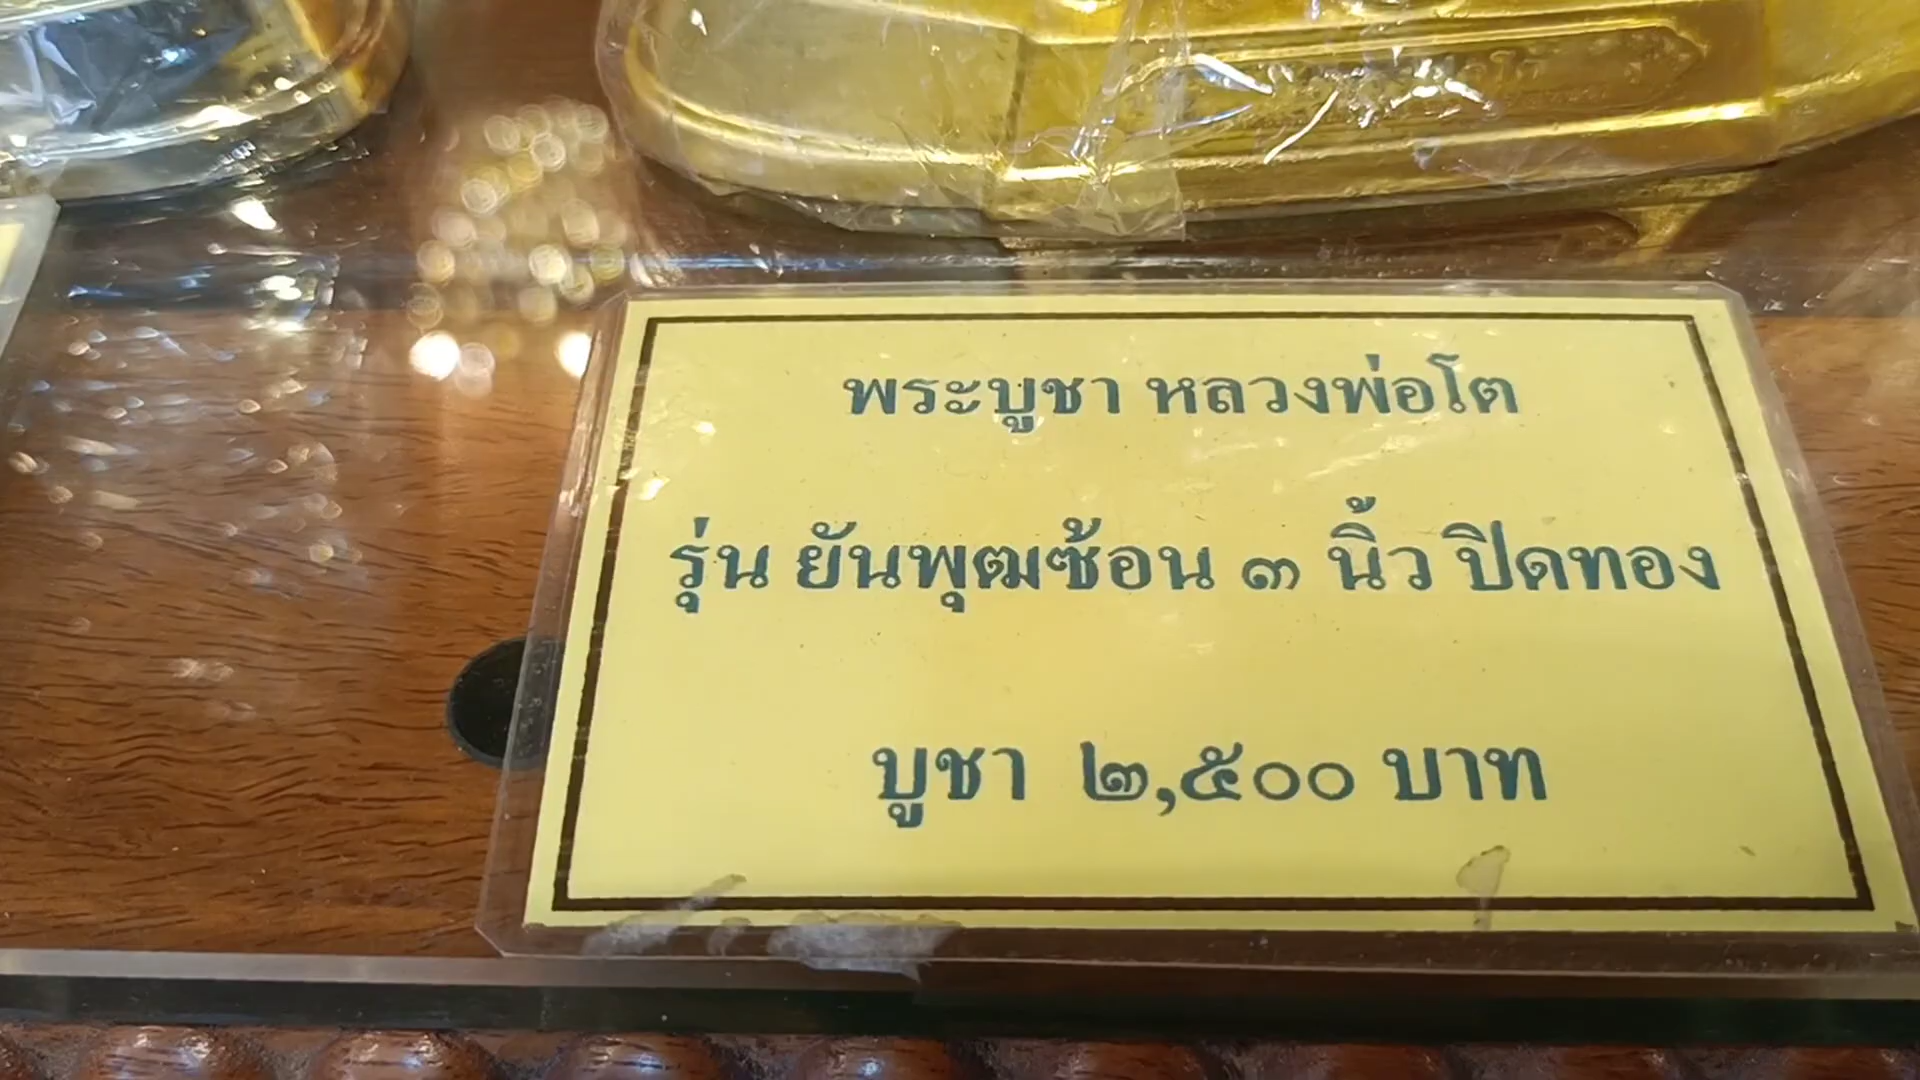 พระบูชา หลวงพ่อโต
รุ่น ยันพุฒซ้อน ๓ นิ้ว ปิดทอง
บูชา ๒,๕๐๐ บาท